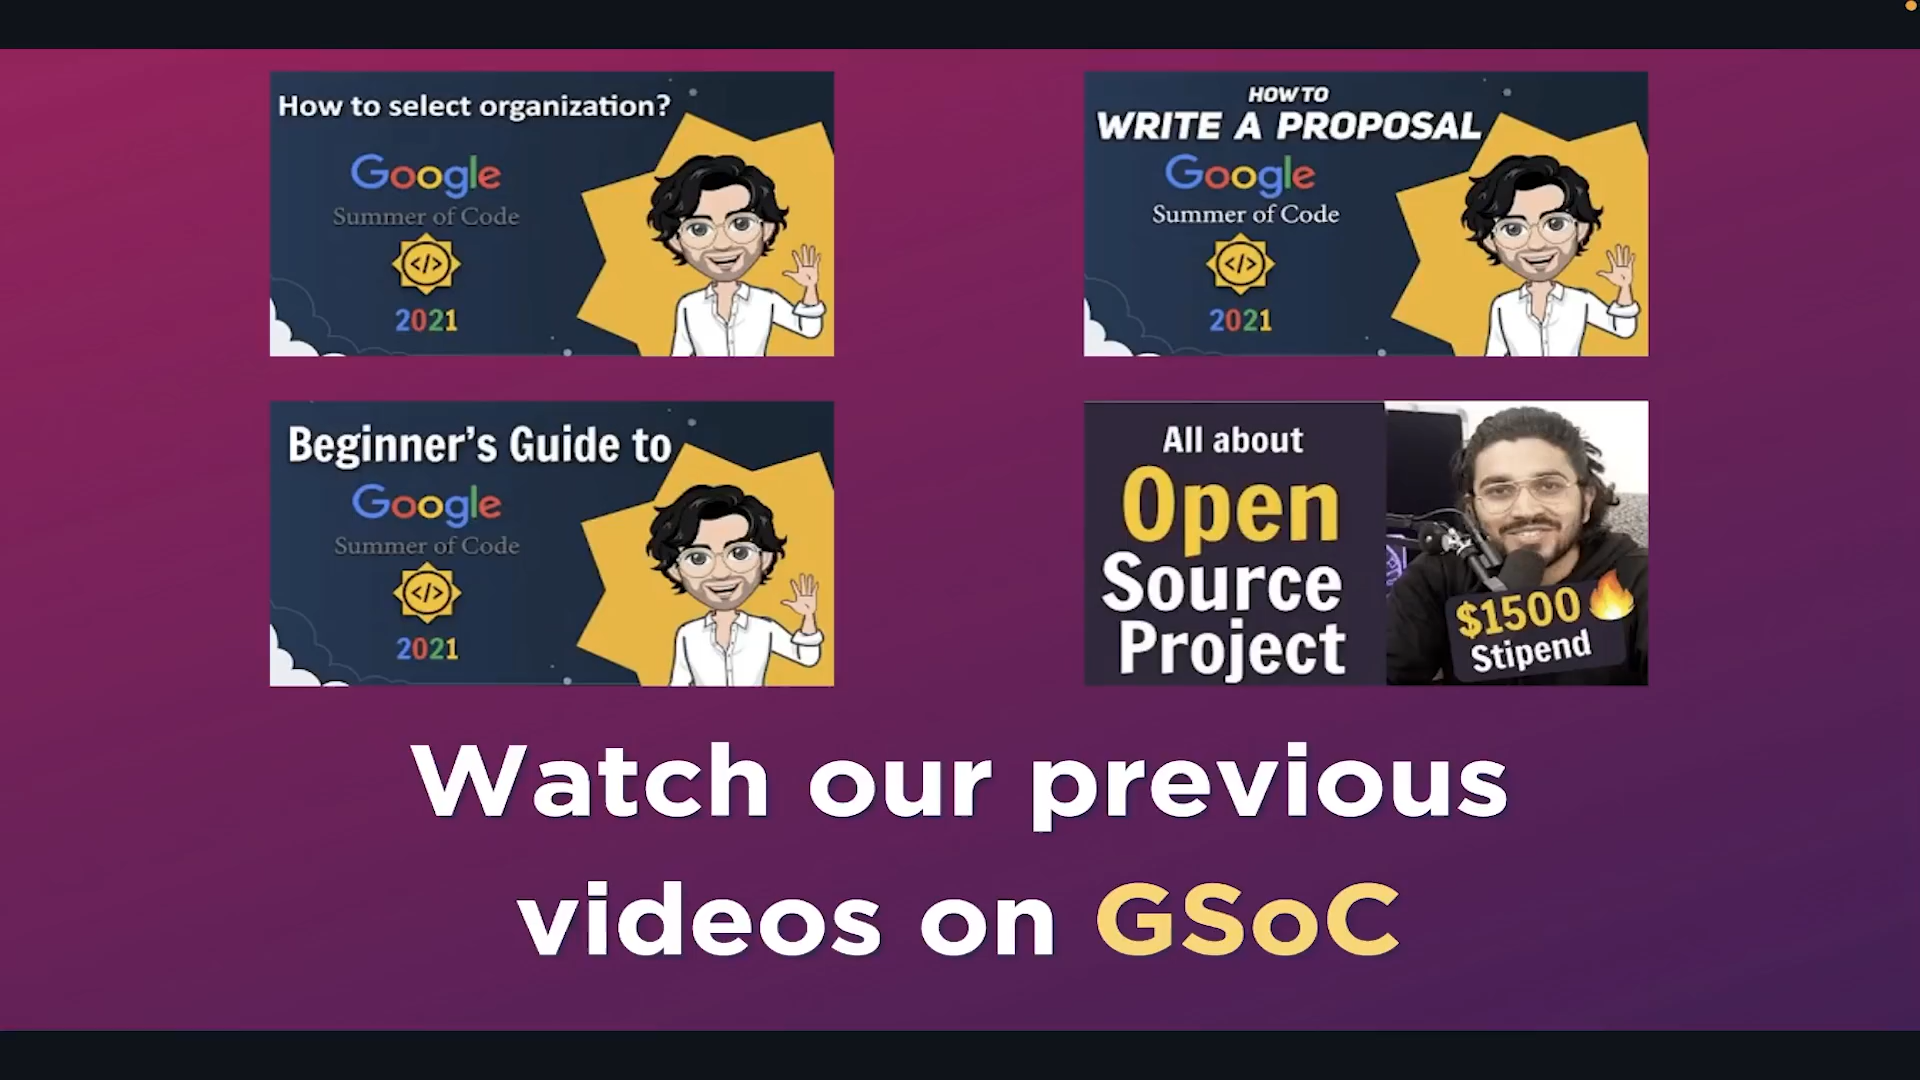 How to select organization?
Google
Summer of Code
</>
2021
HOW TO
WRITE A PROPOSAL
Google
Summer of Code
</>
2021
Beginner's Guide to
Google
Summer of Code
</>
2021
All about
Open
Source
Project
$1500
Stipend
Watch our previous
videos on GSoC